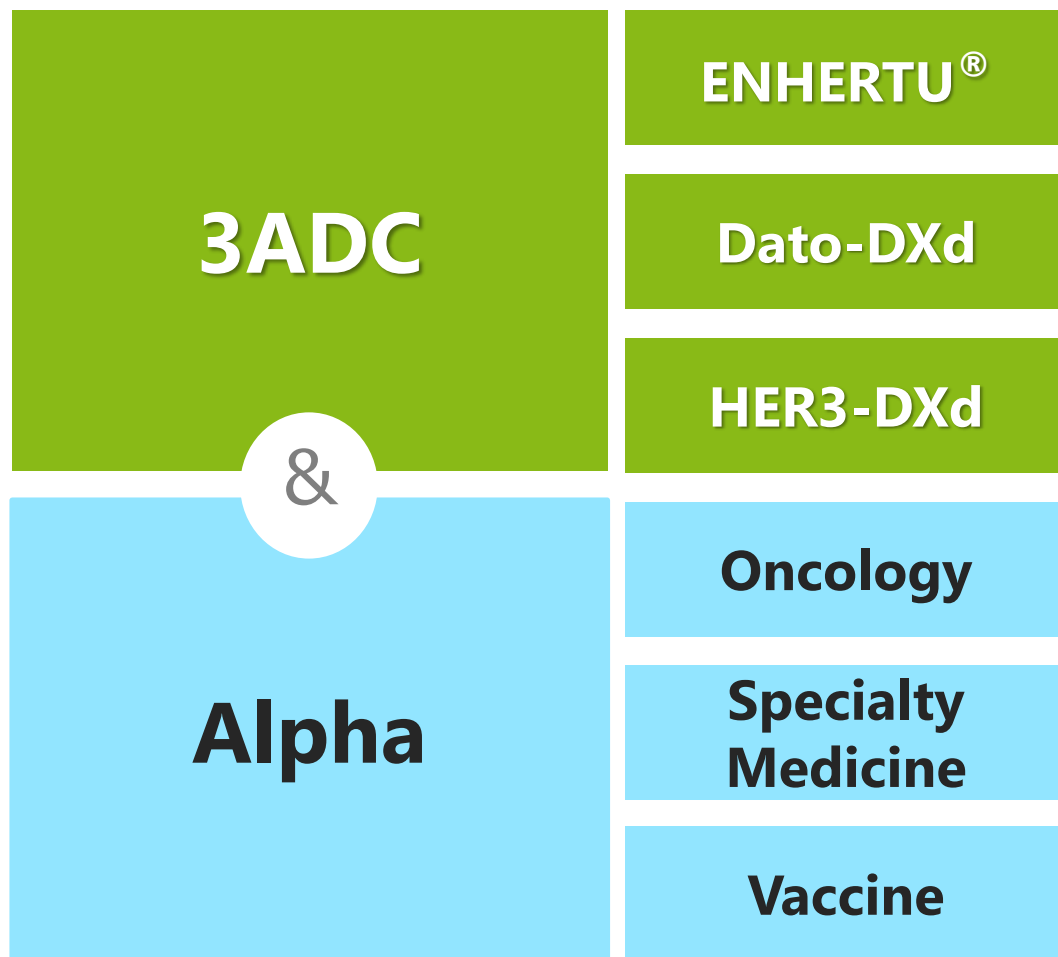 3ADC
ENHERTU®
Dato-DXd
HER3-DXd
&
Alpha
Oncology
Specialty
Medicine
Vaccine